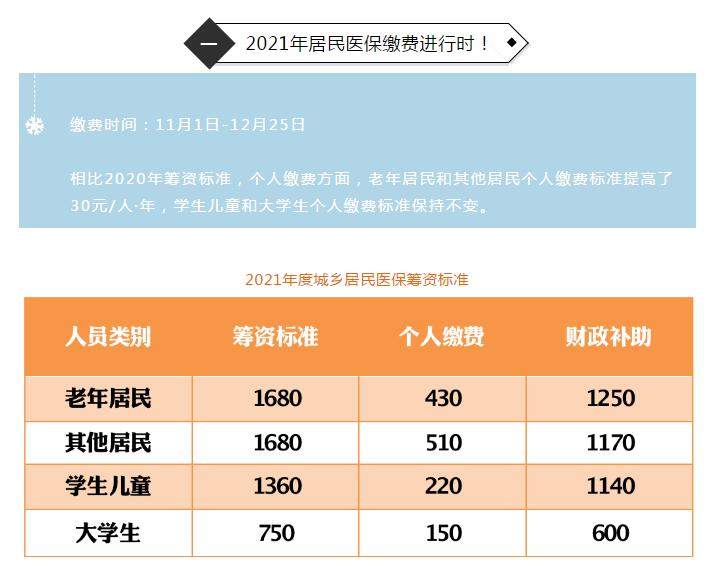 一
2021年居民医保缴费进行时！
缴费时间：11月1日-12月25日
相比2020年筹资标准，个人缴费方面，老年居民和其他居民个人缴费标准提高了
30元/人·年，学生儿童和大学生个人缴费标准保持不变。
2021年度城乡居民医保筹资标准
人员类别 筹资标准 个人缴费 财政补助
老年居民 1680 430 1250
其他居民 1680 510 1170
学生儿童 1360 220 1140
大学生 750 150 600